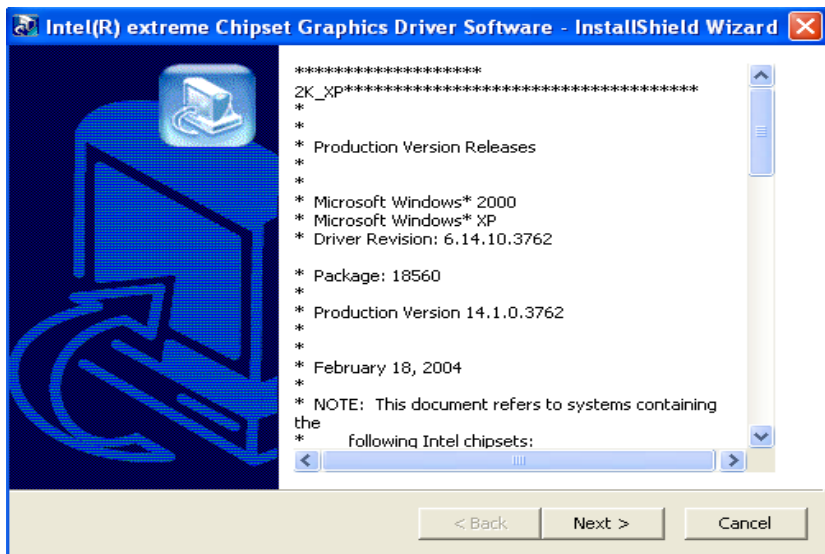 Intel(R) extreme Chipset Graphics Driver Software - InstallShield Wizard
*******************
2K_XP************************************
*
*
* Production Version Releases
*
*
* Microsoft Windows* 2000
* Microsoft Windows* XP
* Driver Revision: 6.14.10.3762
* Package: 18560
*
* Production Version 14.1.0.3762
*
*
* February 18, 2004
*
* NOTE: This document refers to systems containing
the
* following Intel chipsets:
< Back
Next >
Cancel